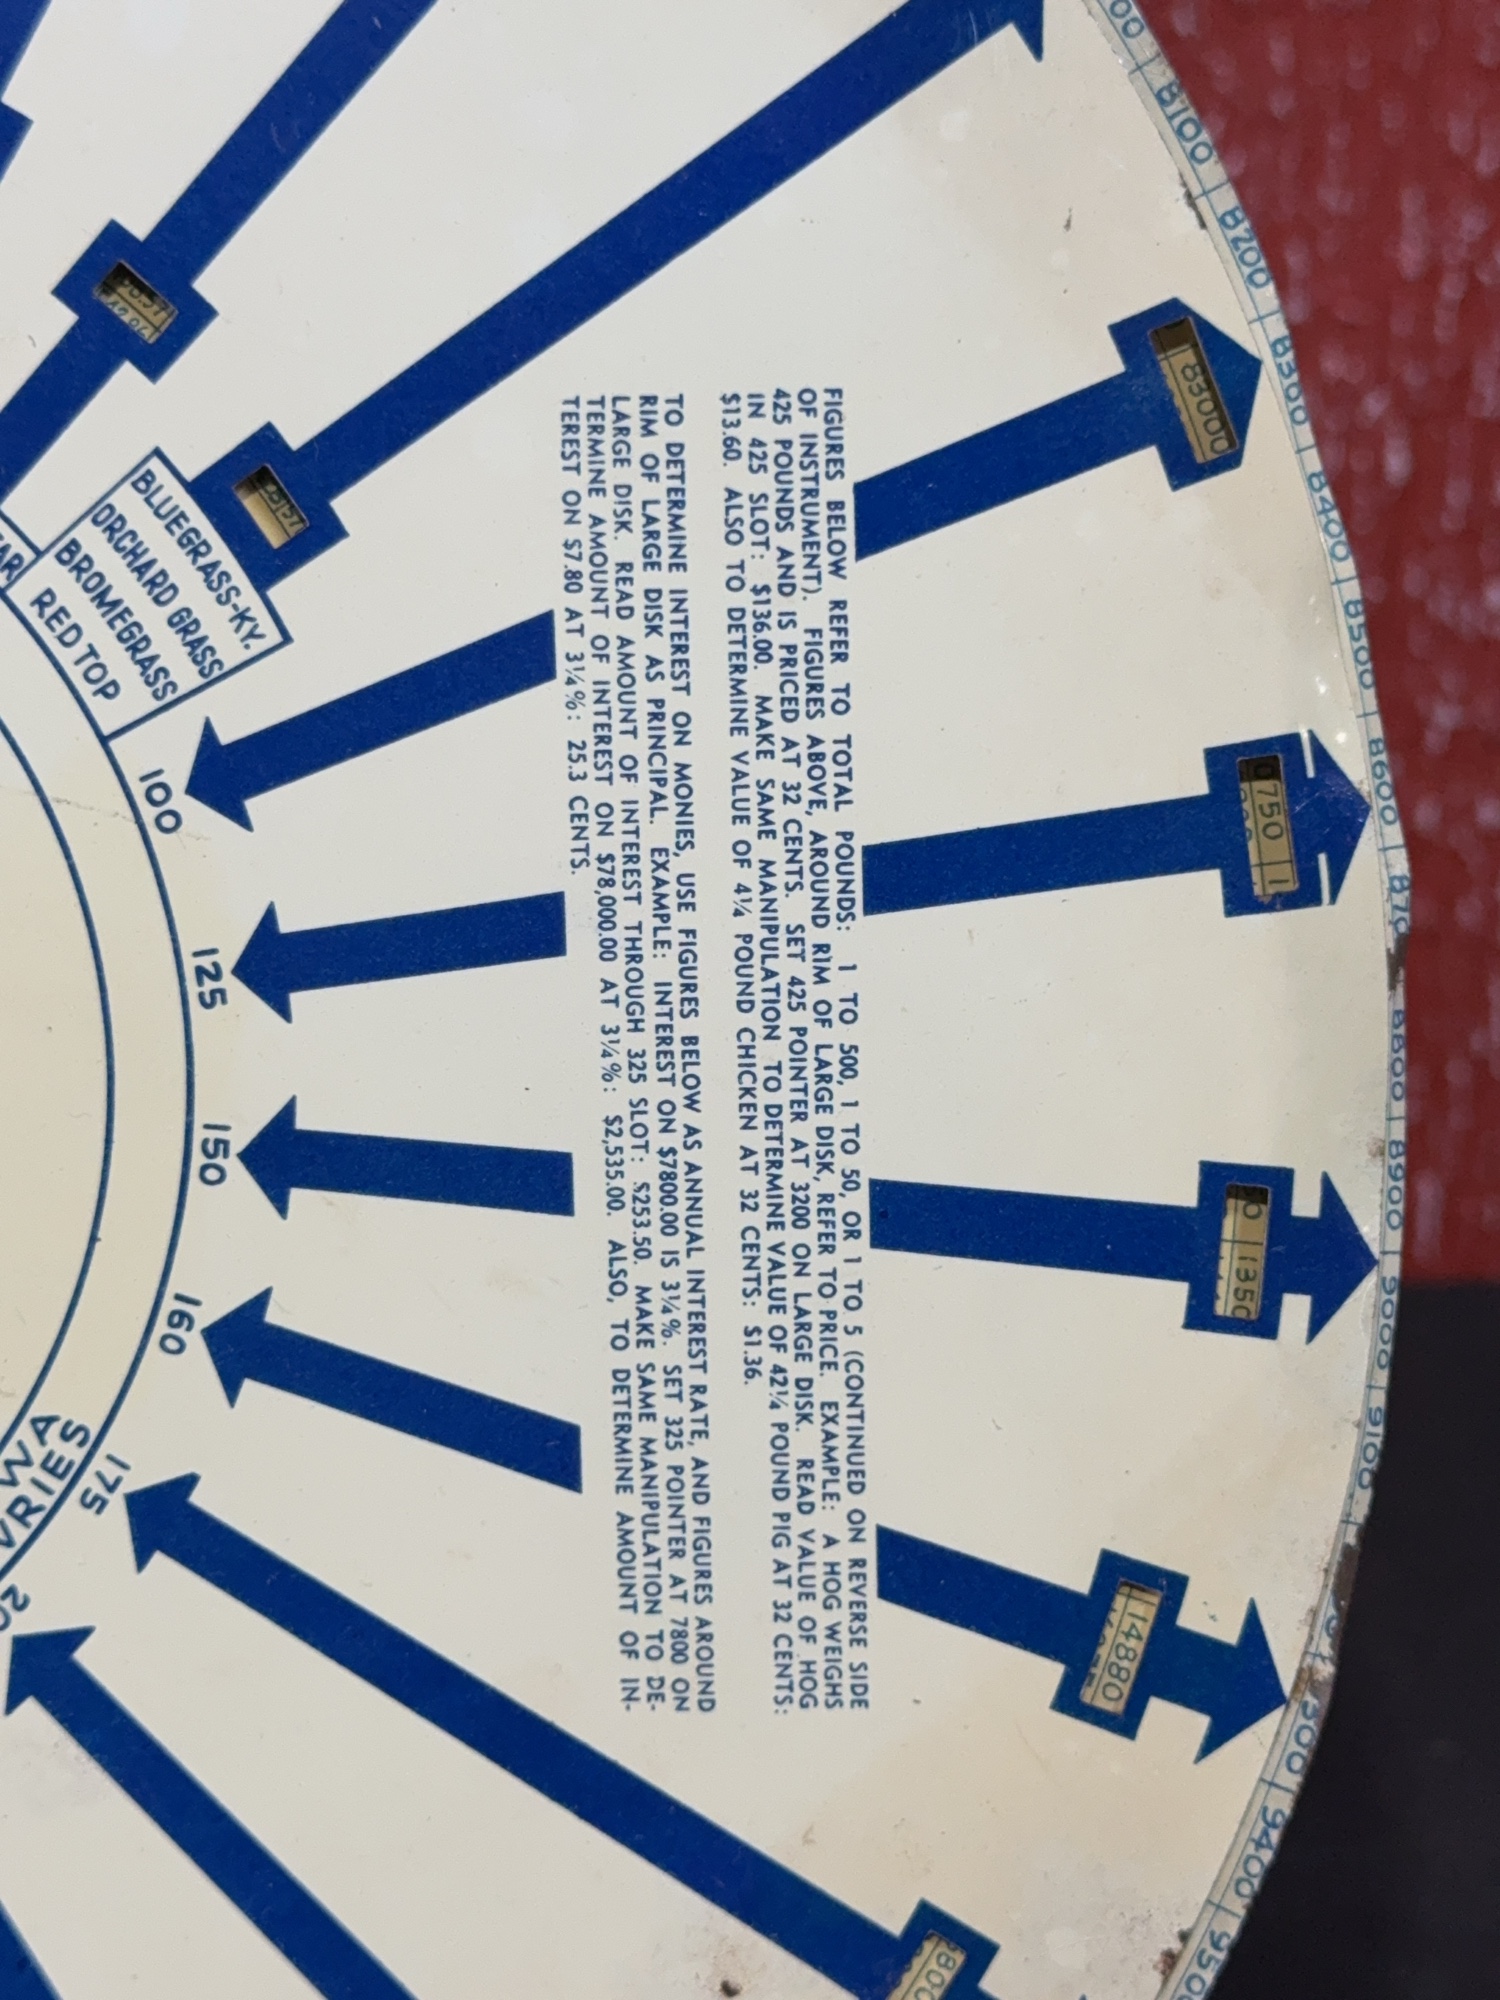 FIGURES BELOW REFER TO TOTAL POUNDS: 1 TO 500, 1 TO 50, OR 1 TO 5 (CONTINUED ON REVERSE SIDE
OF INSTRUMENT). FIGURES ABOVE, AROUND RIM OF LARGE DISK, REFER TO PRICE. EXAMPLE: A HOG WEIGHS
425 POUNDS AND IS PRICED AT 32 CENTS. SET 425 POINTER AT 3200 ON LARGE DISK. READ VALUE OF HOG
IN 425 SLOT: $136.00. MAKE SAME MANIPULATION TO DETERMINE VALUE OF 42¼ POUND PIG AT 32 CENTS:
$13.60. ALSO TO DETERMINE VALUE OF 4¼ POUND CHICKEN AT 32 CENTS: $1.36.
TO DETERMINE INTEREST ON MONIES, USE FIGURES BELOW AS ANNUAL INTEREST RATE, AND FIGURES AROUND
RIM OF LARGE DISK AS PRINCIPAL. EXAMPLE: INTEREST ON $7800.00 IS 3¼%. SET 325 POINTER AT 7800 ON
LARGE DISK. READ AMOUNT OF INTEREST THROUGH 325 SLOT: $253.50. MAKE SAME MANIPULATION TO DE-
TERMINE AMOUNT OF INTEREST ON $78,000.00 AT 3¼%: $2,535.00. ALSO, TO DETERMINE AMOUNT OF IN-
TEREST ON $7.80 AT 3¼%: 25.3 CENTS.
BLUEGRASS-KY.
ORCHARD GRASS
BROMEGRASS
RED TOP
100
125
150
160
175
8100
8200
8300
8400
8500
8600
8800
8900
9000
9100
9400
83000
0750
1350
14880